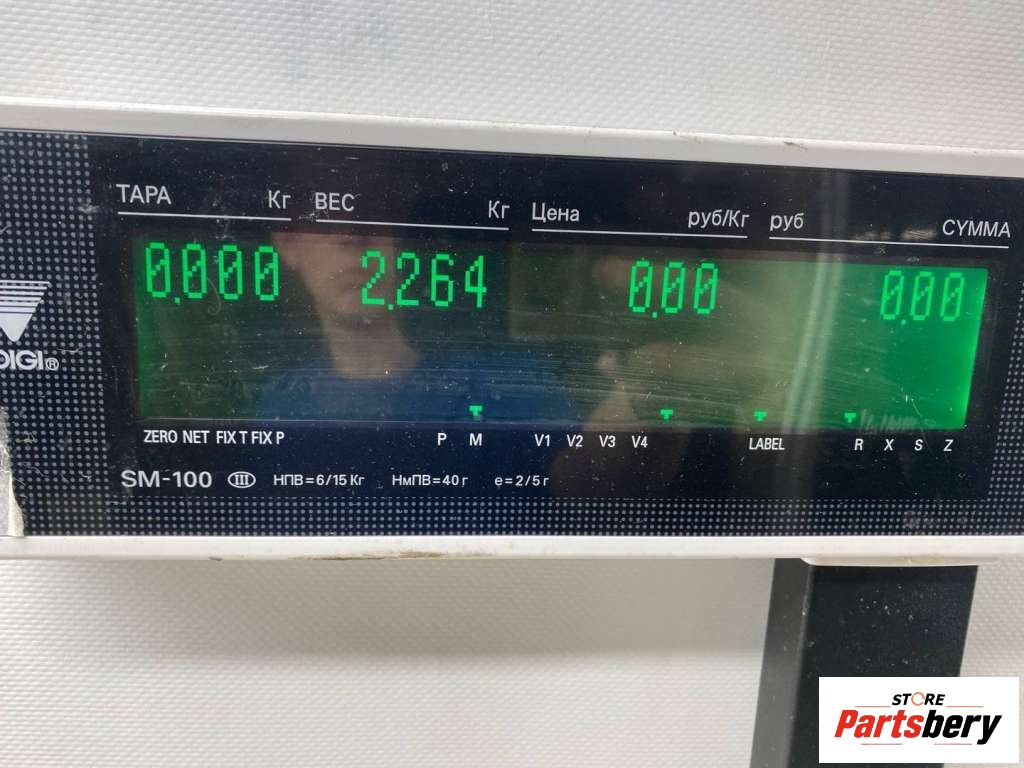 ТАРА Кг ВЕС Кг Цена руб/Кг руб СУММА
0.000 2.264 0.00 0.00
DIGI®
ZERO NET FIX T FIX P P M V1 V2 V3 V4 LABEL R X S Z
SM-100 III НПВ=6/15 Кг НмПВ=40 г e=2/5 г
STORE
Partsbery